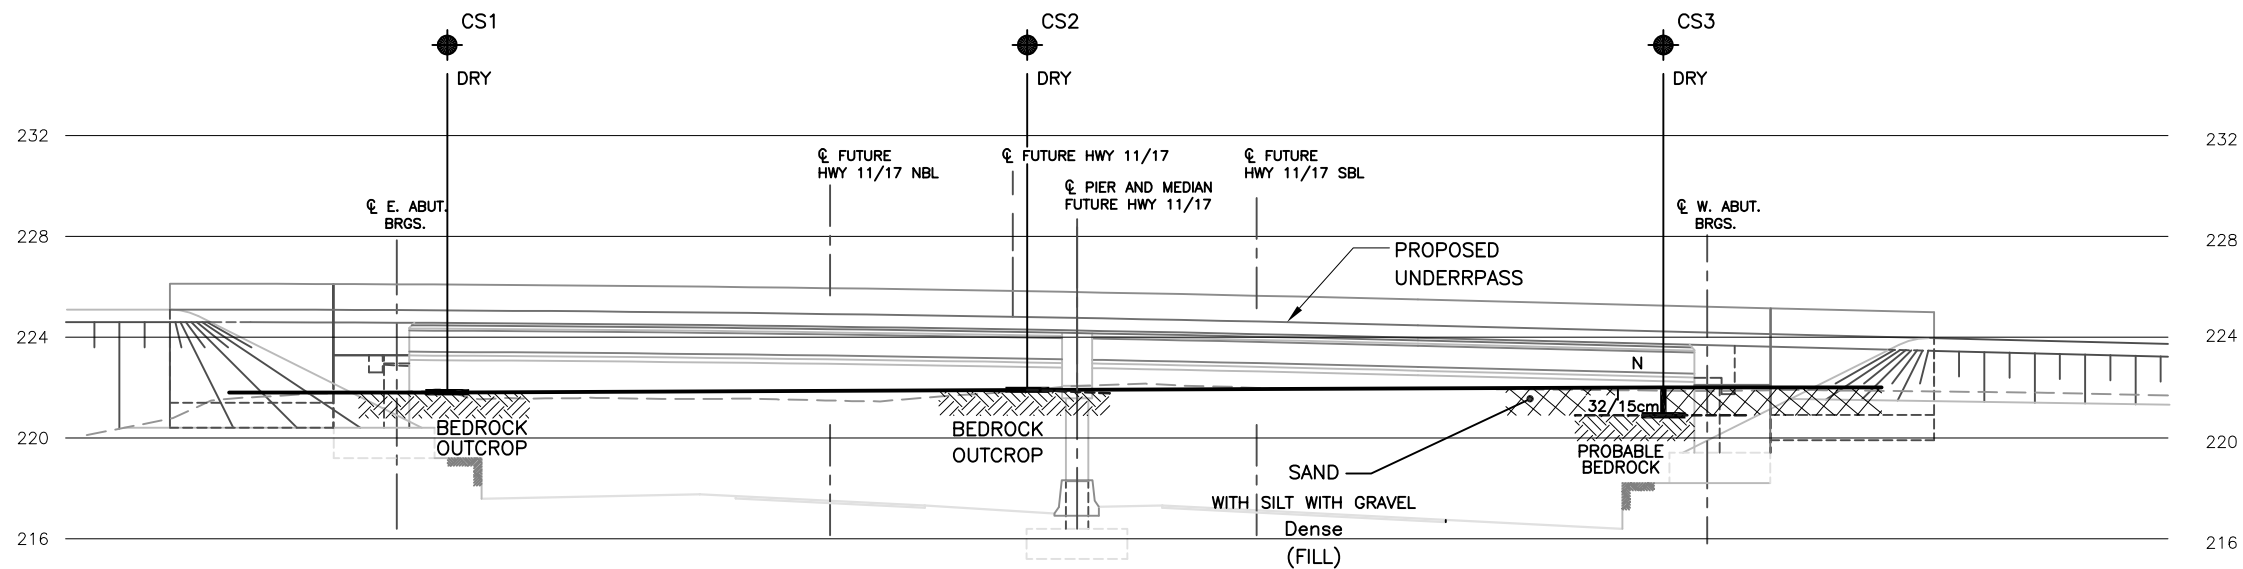 CS1
CS2
CS3
DRY
DRY
DRY
232
232
℄ FUTURE
HWY 11/17 NBL
℄ FUTURE HWY 11/17
℄ FUTURE
HWY 11/17 SBL
℄ PIER AND MEDIAN
FUTURE HWY 11/17
℄ E. ABUT.
BRGS.
℄ W. ABUT.
BRGS.
228
228
PROPOSED
UNDERRPASS
224
224
N
32/15cm
BEDROCK
OUTCROP
BEDROCK
OUTCROP
220
220
PROBABLE
BEDROCK
SAND
WITH SILT WITH GRAVEL
Dense
(FILL)
216
216